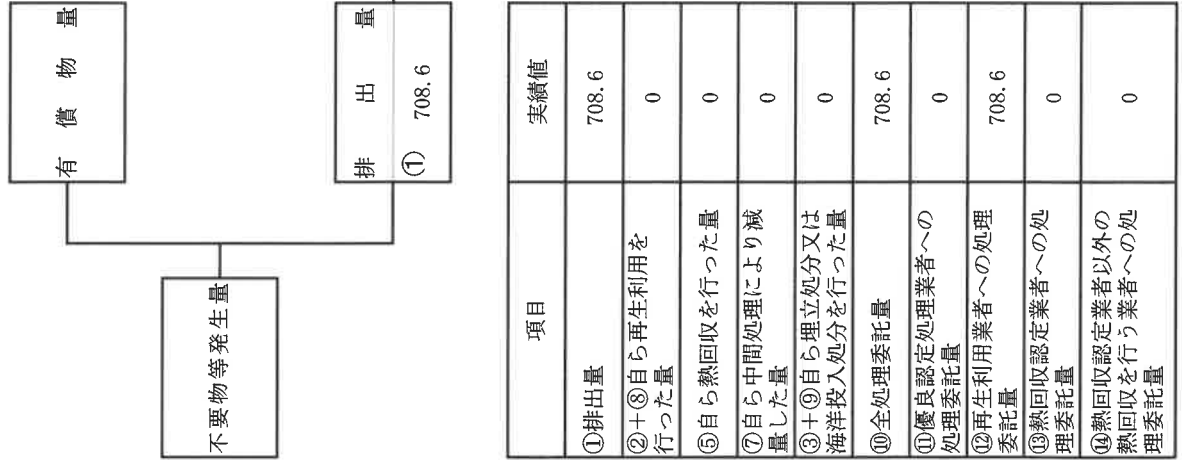 有償物量
不要物等発生量
排出量
① 708.6
項目 実績値
①排出量 708.6
②+⑧自ら再生利用を
行った量 0
⑤自ら熱回収を行った量 0
⑦自ら中間処理により減
量した量 0
③+⑨自ら埋立処分又は
海洋投入処分を行った量 0
⑩全処理委託量 708.6
⑪優良認定処理業者への
処理委託量 0
⑫再生利用業者への処理
委託量 708.6
⑬熱回収認定業者への処
理委託量 0
⑭熱回収認定業者以外の
熱回収を行う業者への処
理委託量 0